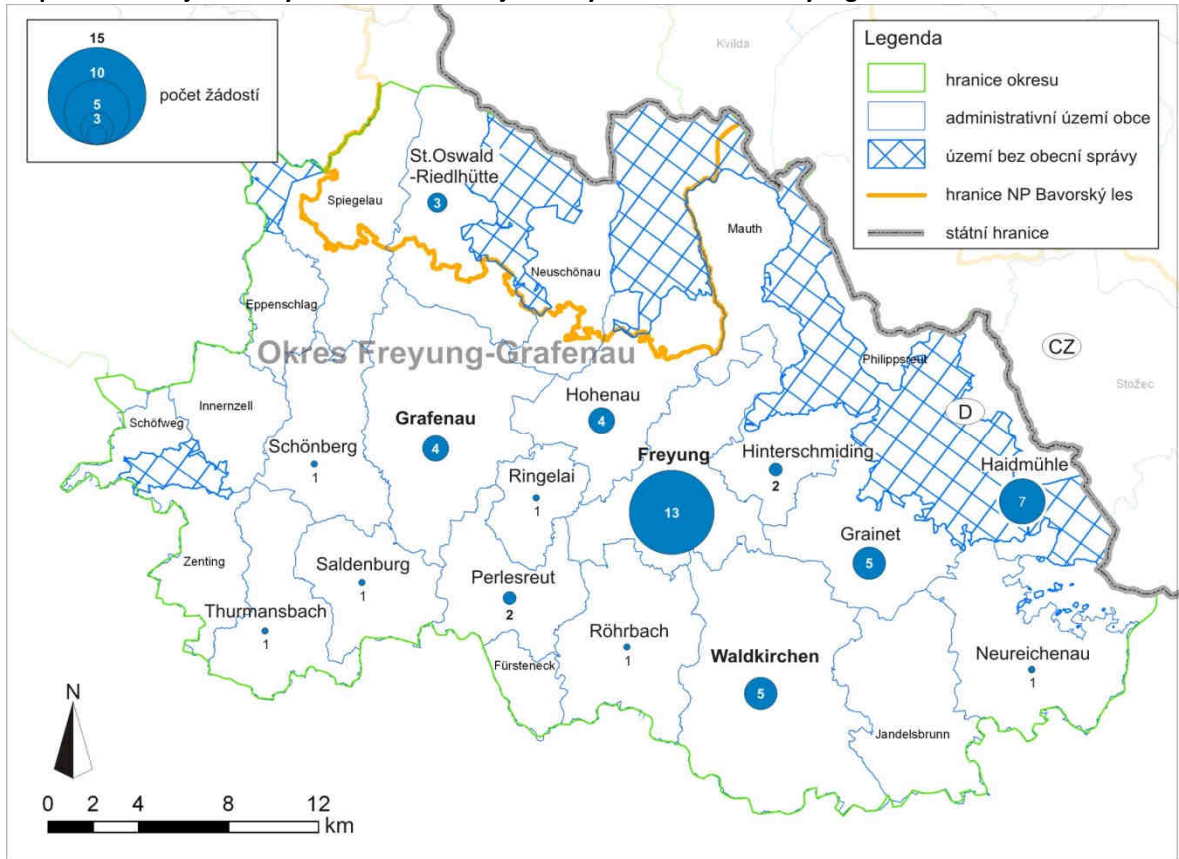 15
10
5
3
počet žádostí
Legenda
hranice okresu
administrativní území obce
území bez obecní správy
hranice NP Bavorský les
státní hranice
Kvilda
St.Oswald
-Riedlhütte
3
Spiegelau
Mauth
Neuschönau
Eppenschlag
Okres Freyung-Grafenau
Philippsreut
CZ
D
Stožec
Schöfweg
Innernzell
Grafenau
4
Hohenau
4
Schönberg
1
Ringelai
1
Freyung
13
Hinterschmiding
2
Haidmühle
7
Grainet
5
Zenting
Saldenburg
1
Perlesreut
2
Thurmansbach
1
Röhrbach
1
Fürsteneck
Waldkirchen
5
Neureichenau
1
Jandelsbrunn
N
0 2 4 8 12
km